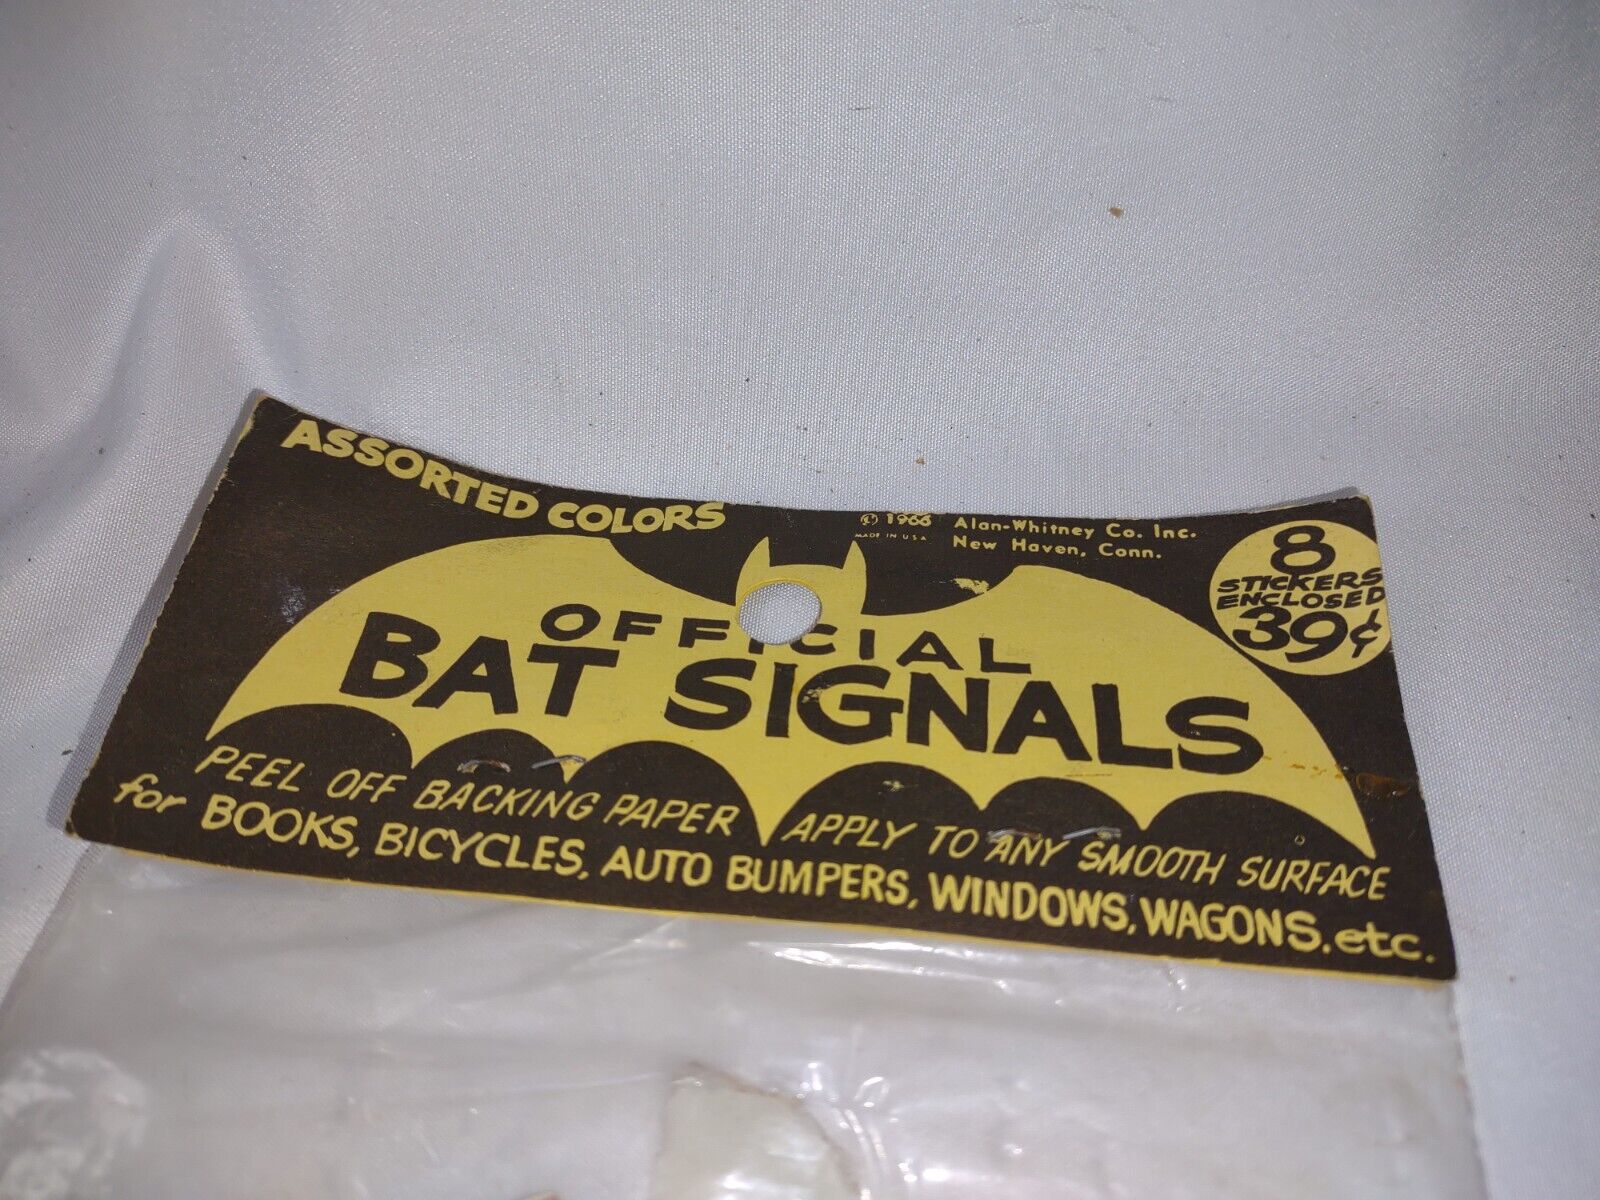 ASSORTED COLORS
© 1966 Alan-Whitney Co. Inc.
MADE IN U S A New Haven, Conn.
8
STICKERS
ENCLOSED
39¢
OFFICIAL
BAT SIGNALS
PEEL OFF BACKING PAPER APPLY TO ANY SMOOTH SURFACE
for BOOKS, BICYCLES, AUTO BUMPERS, WINDOWS, WAGONS, etc.